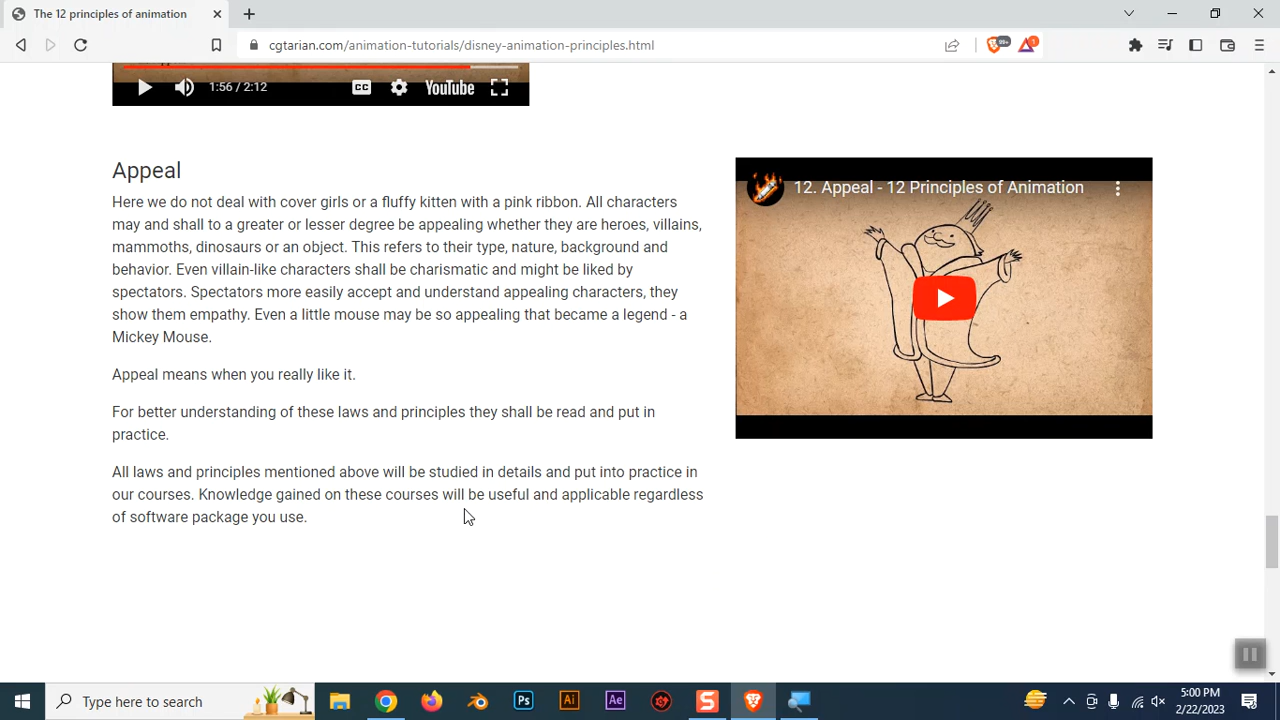 The 12 principles of animation
cgtarian.com/animation-tutorials/disney-animation-principles.html
99+
1
1:56 / 2:12
CC
YouTube
Appeal
Here we do not deal with cover girls or a fluffy kitten with a pink ribbon. All characters
may and shall to a greater or lesser degree be appealing whether they are heroes, villains,
mammoths, dinosaurs or an object. This refers to their type, nature, background and
behavior. Even villain-like characters shall be charismatic and might be liked by
spectators. Spectators more easily accept and understand appealing characters, they
show them empathy. Even a little mouse may be so appealing that became a legend - a
Mickey Mouse.
Appeal means when you really like it.
For better understanding of these laws and principles they shall be read and put in
practice.
All laws and principles mentioned above will be studied in details and put into practice in
our courses. Knowledge gained on these courses will be useful and applicable regardless
of software package you use.
12. Appeal - 12 Principles of Animation
Type here to search
Ps
Ai
Ae
S
5:00 PM
2/22/2023